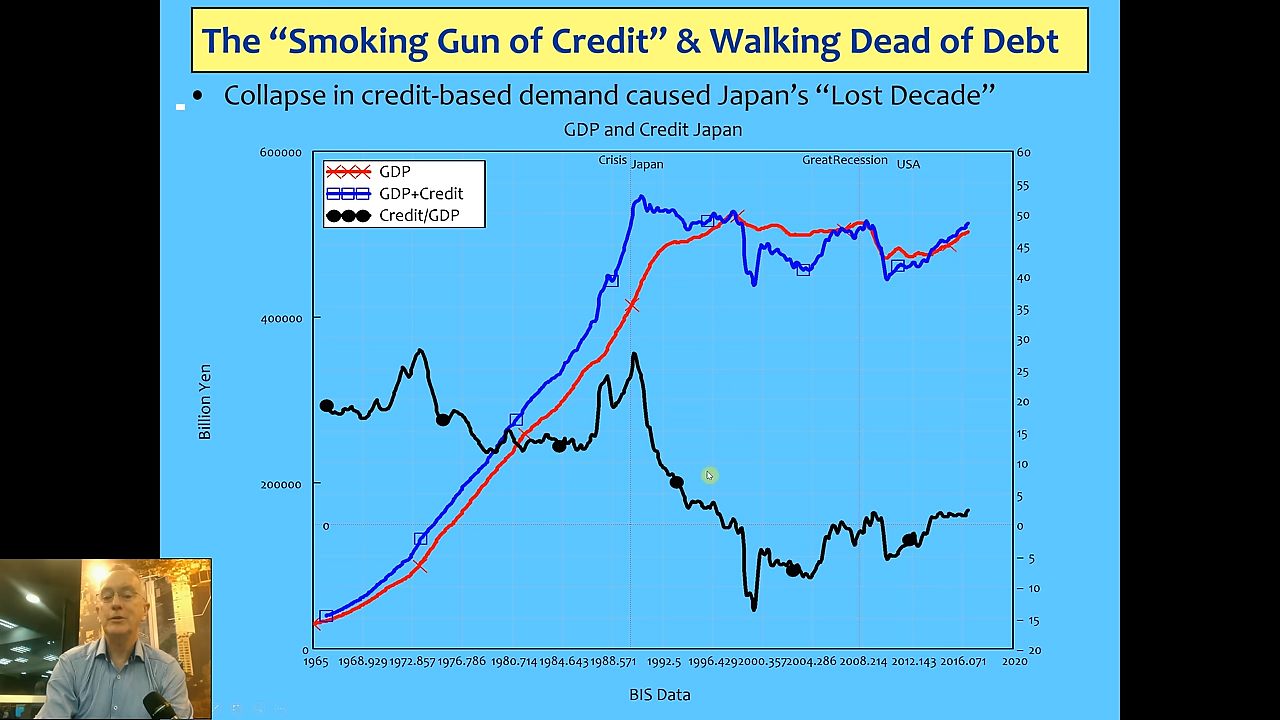 The “Smoking Gun of Credit” & Walking Dead of Debt
• Collapse in credit-based demand caused Japan’s “Lost Decade”
GDP and Credit Japan
600000
400000
200000
0
0
Billion Yen
GDP
GDP+Credit
Credit/GDP
Crisis Japan
GreatRecession USA
60
55
50
45
40
35
30
25
20
15
10
5
0
– 5
– 10
– 15
– 20
1965 1968.929 1972.857 1976.786 1980.714 1984.643 1988.571 1992.5 1996.429 2000.357 2004.286 2008.214 2012.143 2016.071 2020
BIS Data